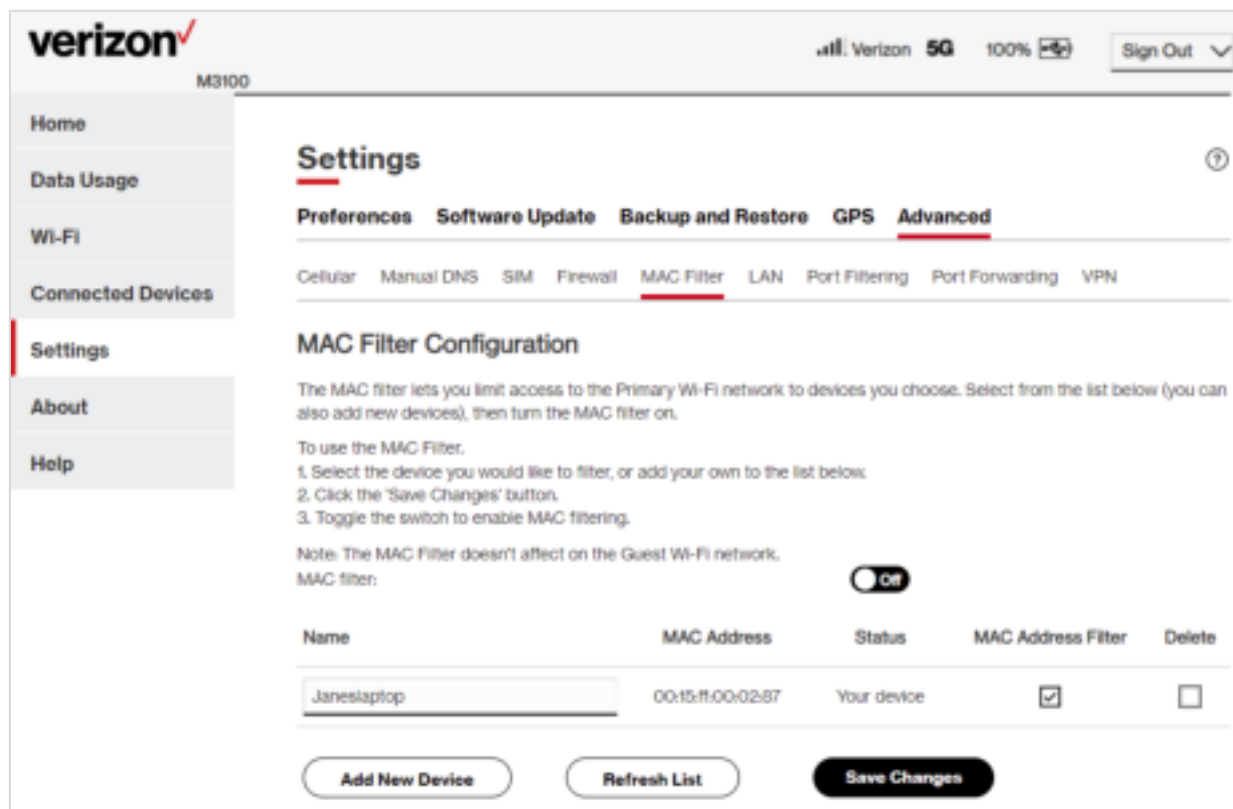 verizon
Verizon 5G 100% Sign Out
M3100
Home
Data Usage
Wi-Fi
Connected Devices
Settings
About
Help
Settings
Preferences Software Update Backup and Restore GPS Advanced
Cellular Manual DNS SIM Firewall MAC Filter LAN Port Filtering Port Forwarding VPN
MAC Filter Configuration
The MAC filter lets you limit access to the Primary Wi-Fi network to devices you choose. Select from the list below (you can
also add new devices), then turn the MAC filter on.
To use the MAC Filter.
1. Select the device you would like to filter, or add your own to the list below.
2. Click the 'Save Changes' button.
3. Toggle the switch to enable MAC filtering.
Note: The MAC Filter doesn't affect on the Guest Wi-Fi network.
MAC filter: Off
Name MAC Address Status MAC Address Filter Delete
Janeslaptop 00:15:ff:00:02:87 Your device
Add New Device Refresh List Save Changes